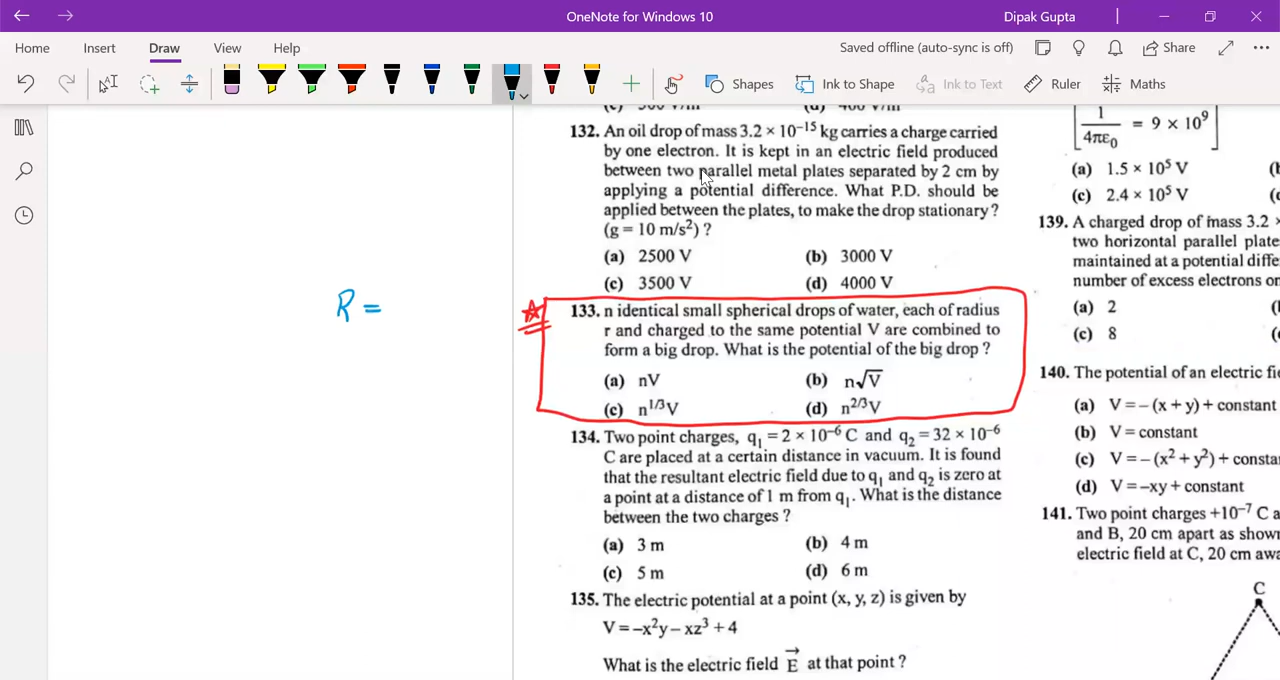 OneNote for Windows 10
Dipak Gupta
Home Insert Draw View Help
Saved offline (auto-sync is off) Share
Shapes Ink to Shape Ink to Text Ruler Maths
R =
132. An oil drop of mass 3.2 × 10⁻¹⁵ kg carries a charge carried
by one electron. It is kept in an electric field produced
between two parallel metal plates separated by 2 cm by
applying a potential difference. What P.D. should be
applied between the plates, to make the drop stationary ?
(g = 10 m/s²) ?
(a) 2500 V (b) 3000 V
(c) 3500 V (d) 4000 V
133. n identical small spherical drops of water, each of radius
r and charged to the same potential V are combined to
form a big drop. What is the potential of the big drop ?
(a) nV (b) n√V
(c) n^1/3V (d) n^2/3V
134. Two point charges, q₁ = 2 × 10⁻⁶ C and q₂ = 32 × 10⁻⁶
C are placed at a certain distance in vacuum. It is found
that the resultant electric field due to q₁ and q₂ is zero at
a point at a distance of 1 m from q₁. What is the distance
between the two charges ?
(a) 3 m (b) 4 m
(c) 5 m (d) 6 m
135. The electric potential at a point (x, y, z) is given by
V = –x²y – xz³ + 4
What is the electric field E⃗ at that point ?
[1/4πε₀ = 9 × 10⁹]
(a) 1.5 × 10⁵ V
(c) 2.4 × 10⁵ V
139. A charged drop of mass 3.2
two horizontal parallel plate
maintained at a potential diffe
number of excess electrons on
(a) 2
(c) 8
140. The potential of an electric fi
(a) V = – (x + y) + constant
(b) V = constant
(c) V = – (x² + y²) + consta
(d) V = –xy + constant
141. Two point charges +10⁻⁷ C a
and B, 20 cm apart as shown
electric field at C, 20 cm awa
C